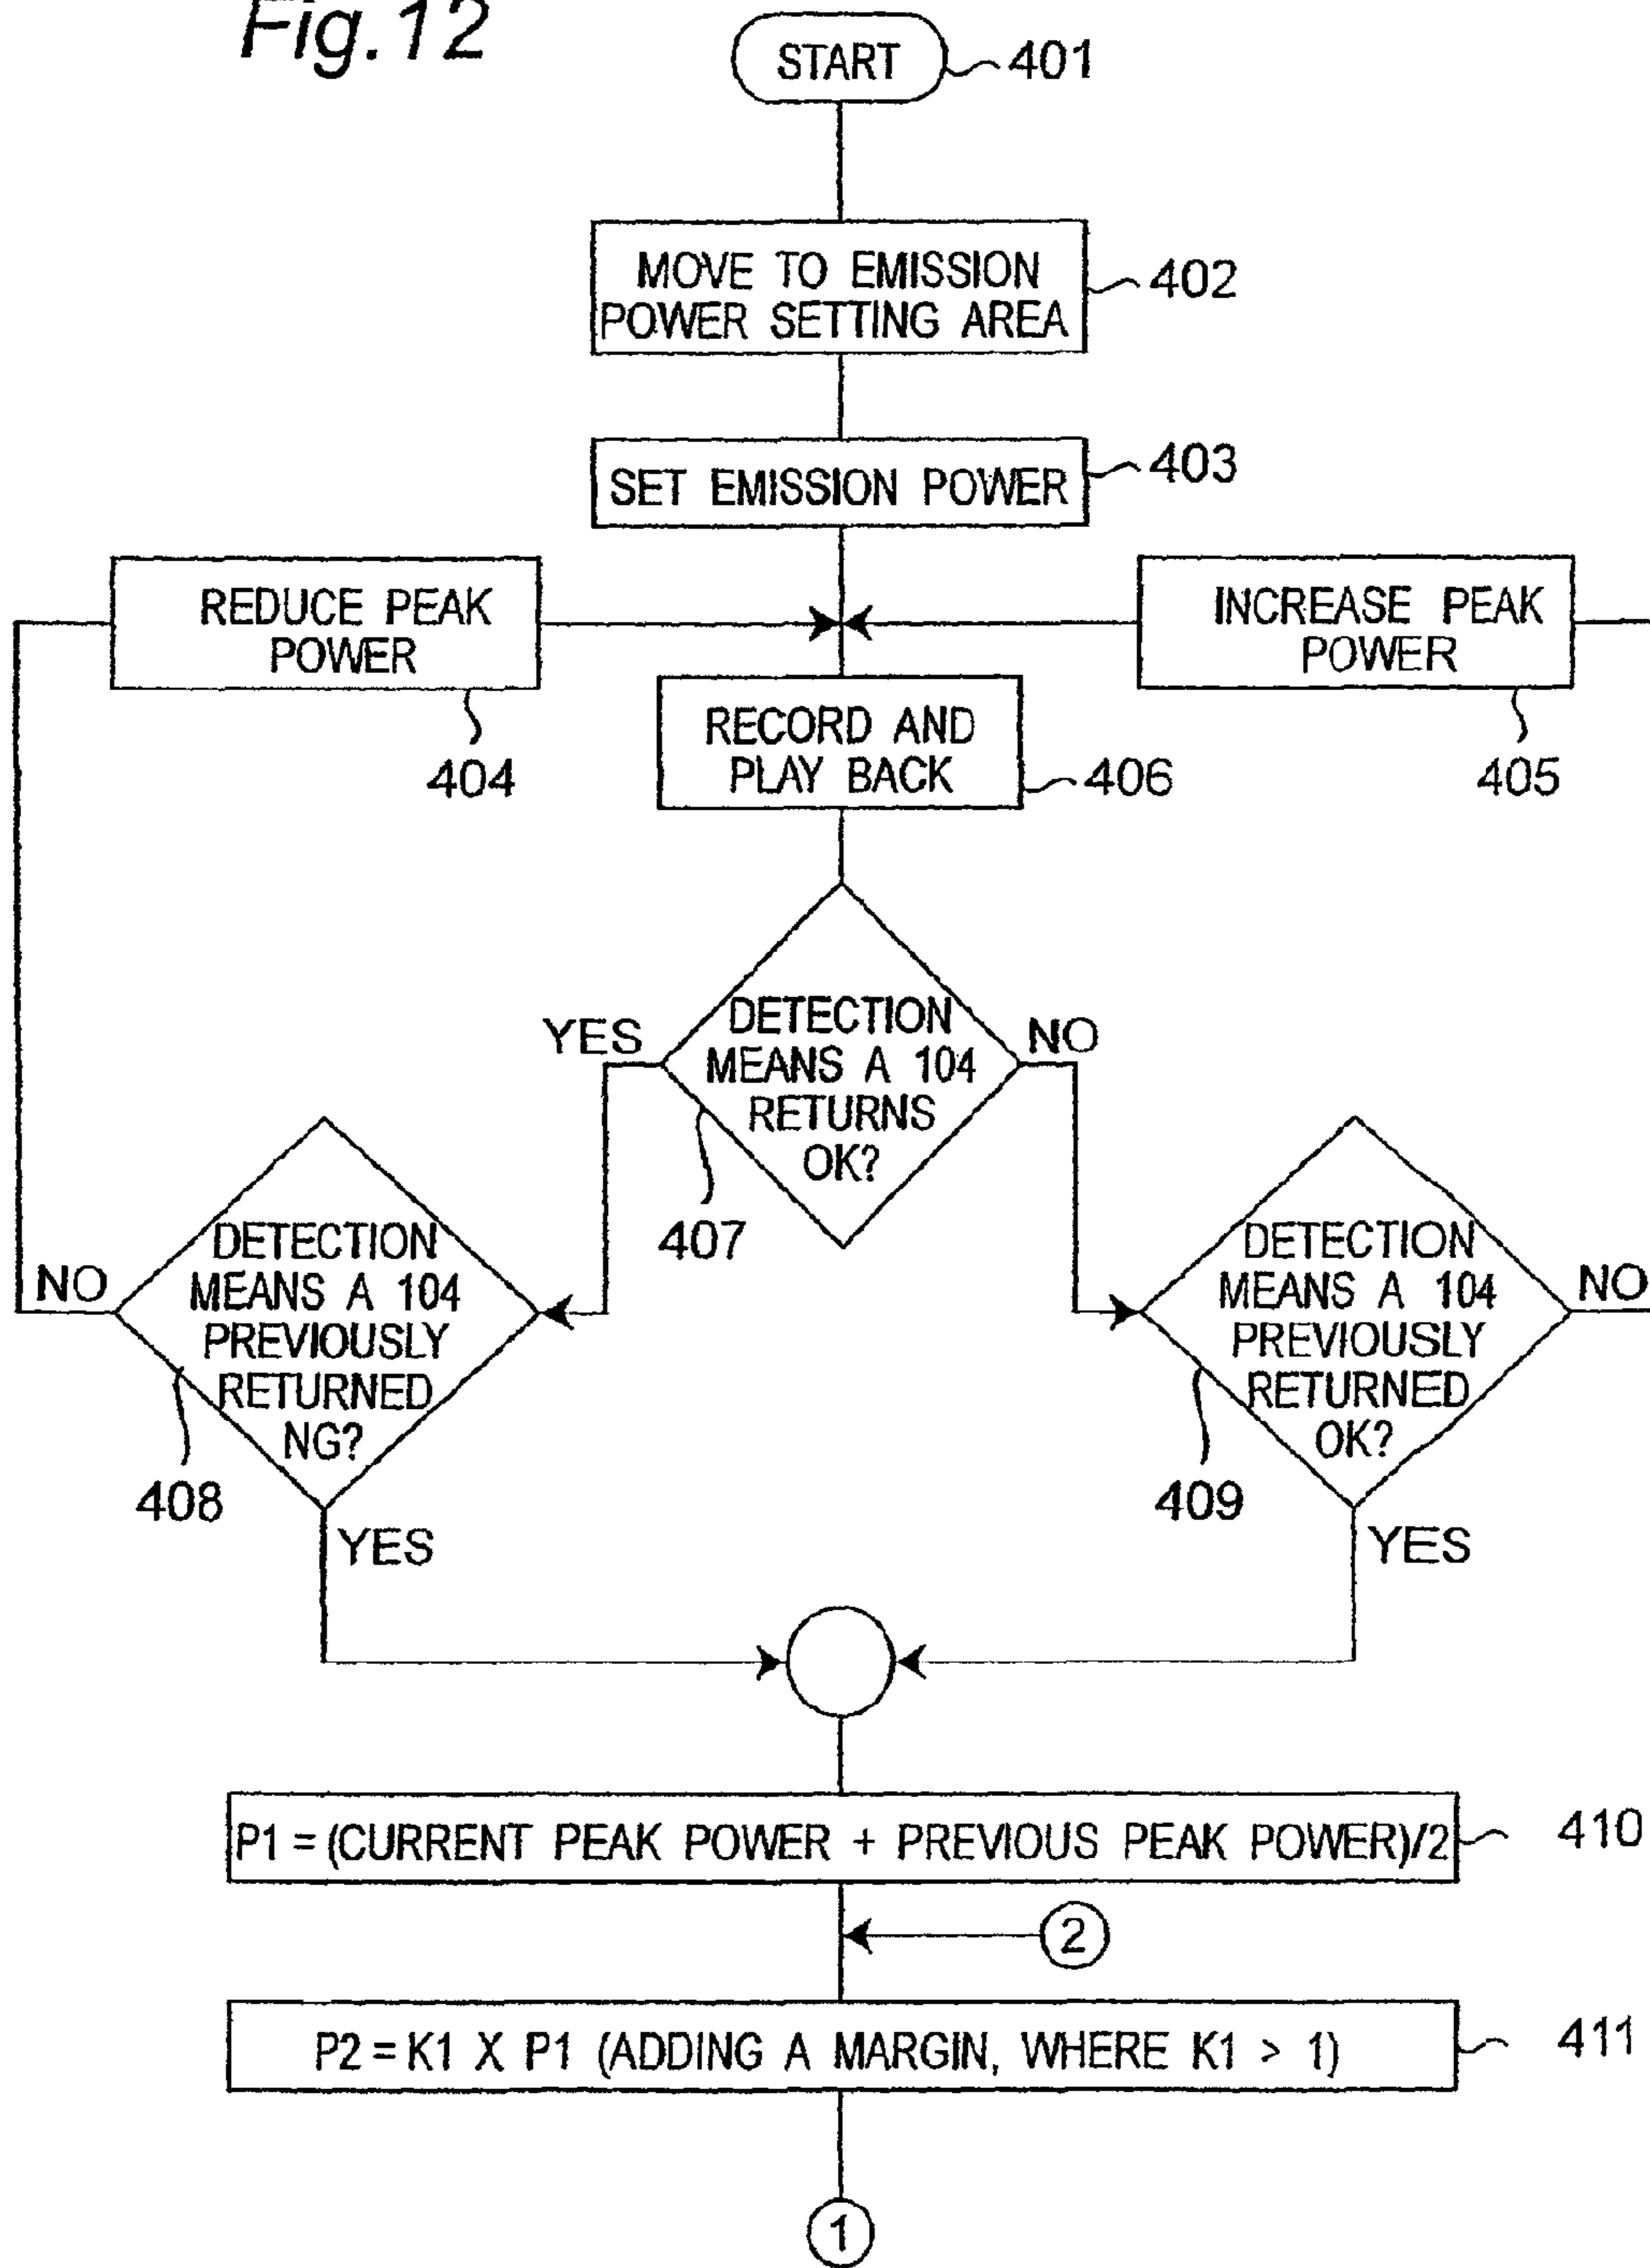 Fig.12
START
401
MOVE TO EMISSION
POWER SETTING AREA
402
SET EMISSION POWER
403
REDUCE PEAK
POWER
404
INCREASE PEAK
POWER
405
RECORD AND
PLAY BACK
406
DETECTION
MEANS A 104
RETURNS
OK?
YES
NO
407
DETECTION
MEANS A 104
PREVIOUSLY
RETURNED
NG?
NO
408
YES
DETECTION
MEANS A 104
PREVIOUSLY
RETURNED
OK?
NO
409
YES
P1 = (CURRENT PEAK POWER + PREVIOUS PEAK POWER)/2
410
2
P2 = K1 X P1 (ADDING A MARGIN, WHERE K1 > 1)
411
1